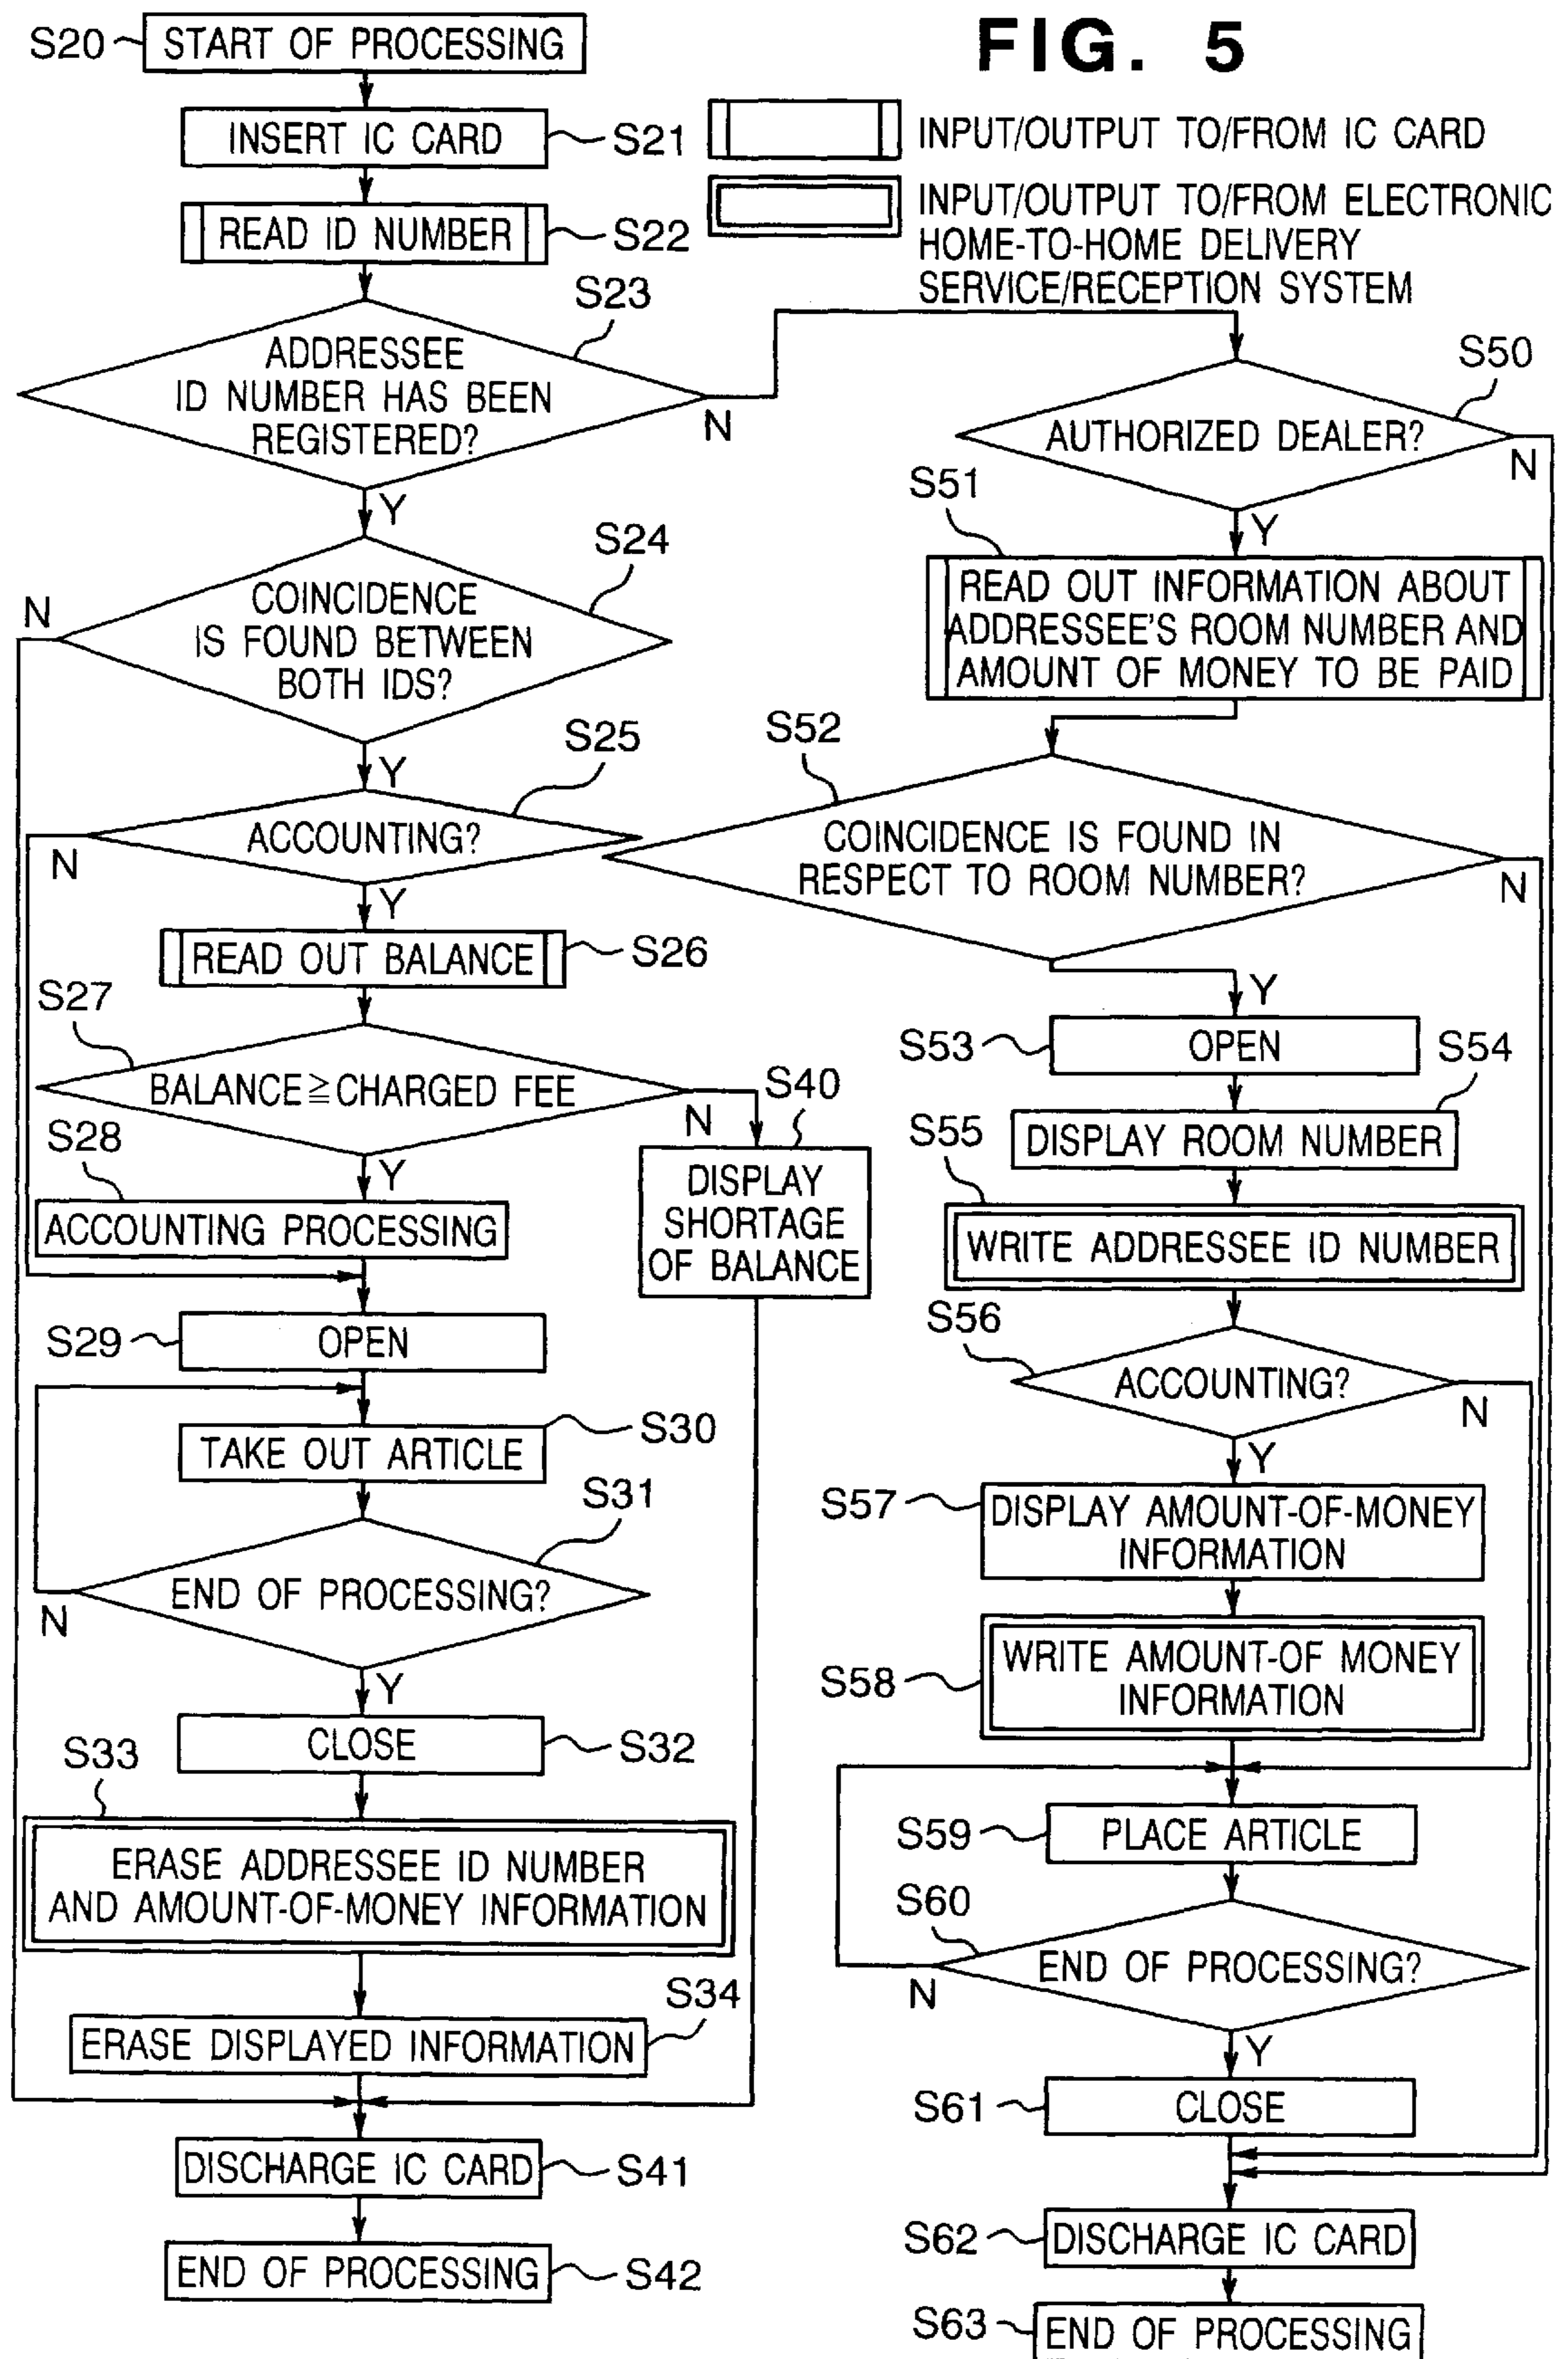 FIG. 5
S20
START OF PROCESSING
INSERT IC CARD
S21
INPUT/OUTPUT TO/FROM IC CARD
READ ID NUMBER
S22
INPUT/OUTPUT TO/FROM ELECTRONIC
HOME-TO-HOME DELIVERY
SERVICE/RECEPTION SYSTEM
S23
ADDRESSEE
ID NUMBER HAS BEEN
REGISTERED?
N
Y
S24
COINCIDENCE
IS FOUND BETWEEN
BOTH IDS?
N
Y
S25
ACCOUNTING?
N
Y
READ OUT BALANCE
S26
S27
BALANCE≧CHARGED FEE
N
Y
S40
DISPLAY
SHORTAGE
OF BALANCE
S28
ACCOUNTING PROCESSING
S29
OPEN
S30
TAKE OUT ARTICLE
S31
END OF PROCESSING?
N
Y
CLOSE
S32
S33
ERASE ADDRESSEE ID NUMBER
AND AMOUNT-OF-MONEY INFORMATION
S34
ERASE DISPLAYED INFORMATION
DISCHARGE IC CARD
S41
END OF PROCESSING
S42
S50
AUTHORIZED DEALER?
N
Y
S51
READ OUT INFORMATION ABOUT
ADDRESSEE'S ROOM NUMBER AND
AMOUNT OF MONEY TO BE PAID
S52
COINCIDENCE IS FOUND IN
RESPECT TO ROOM NUMBER?
N
Y
S53
OPEN
S54
DISPLAY ROOM NUMBER
S55
WRITE ADDRESSEE ID NUMBER
S56
ACCOUNTING?
N
Y
S57
DISPLAY AMOUNT-OF-MONEY
INFORMATION
S58
WRITE AMOUNT-OF MONEY
INFORMATION
S59
PLACE ARTICLE
S60
END OF PROCESSING?
N
Y
S61
CLOSE
S62
DISCHARGE IC CARD
S63
END OF PROCESSING